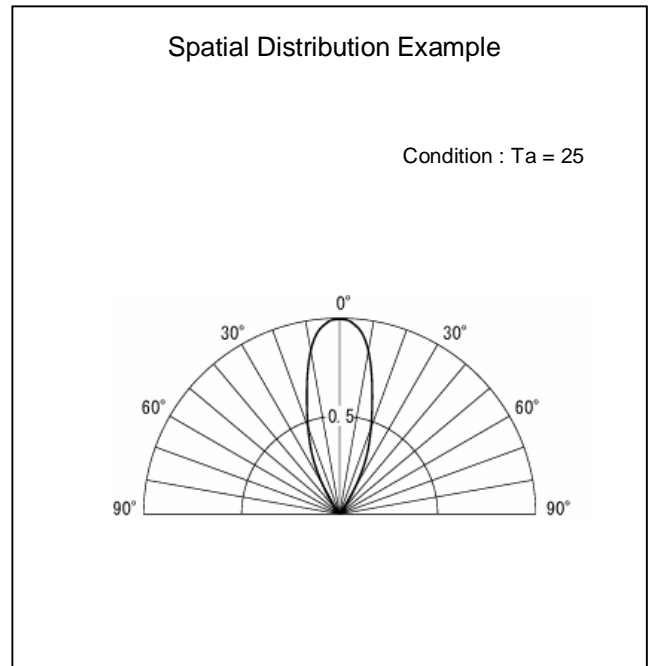 Spatial Distribution Example
Condition : Ta = 25
0°
30° 30°
60° 60°
0.5
90° 90°